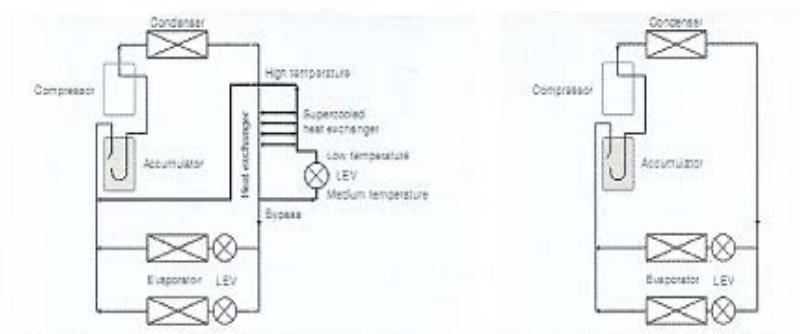 Condenser
Compressor
Accumulator
High temperature
Heat exchanger
Supercooled
heat exchanger
Low temperature
LEV
Medium temperature
Bypass
Evaporator LEV
Condenser
Compressor
Accumulator
Evaporator LEV